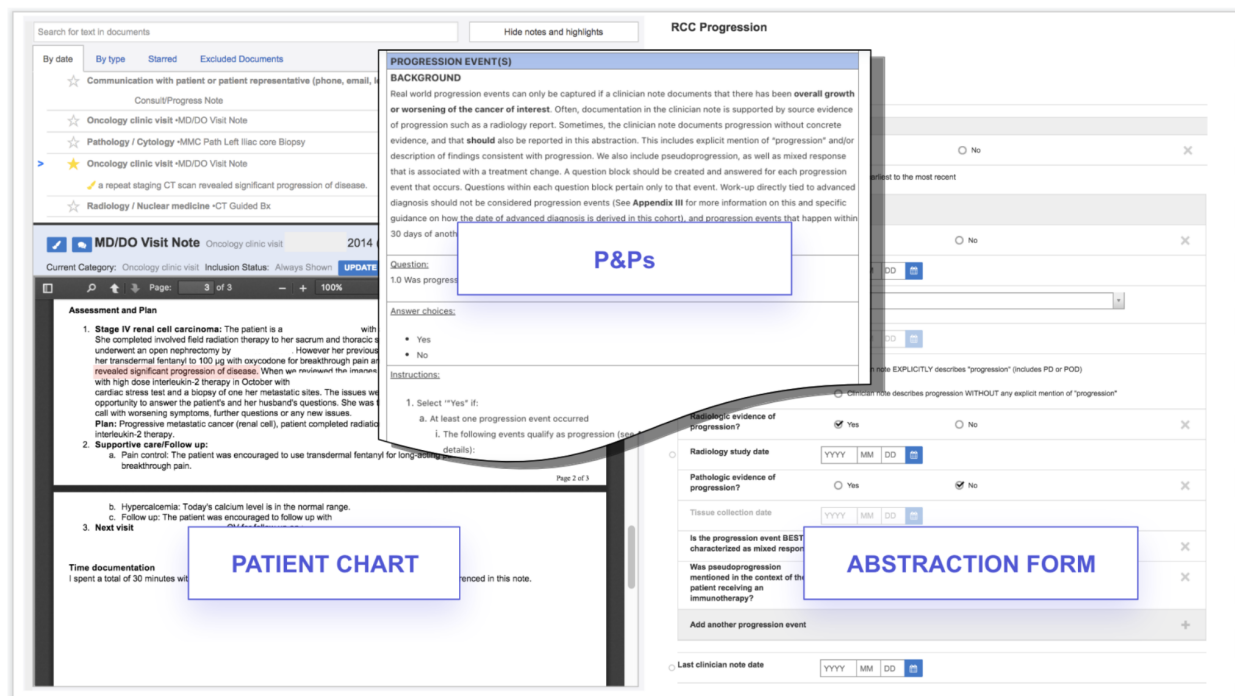 Search for text in documents
Hide notes and highlights
By date By type Starred Excluded Documents
Communication with patient or patient representative (phone, email,
Consult/Progress Note
Oncology clinic visit •MD/DO Visit Note
Pathology / Cytology •MMC Path Left Iliac core Biopsy
> Oncology clinic visit •MD/DO Visit Note
a repeat staging CT scan revealed significant progression of disease.
Radiology / Nuclear medicine •CT Guided Bx
MD/DO Visit Note Oncology clinic visit 2014
Current Category: Oncology clinic visit Inclusion Status: Always Shown UPDATE
Page: 3 of 3 − + 100%
Assessment and Plan
1. Stage IV renal cell carcinoma: The patient is a with
She completed involved field radiation therapy to her sacrum and thoracic
underwent an open nephrectomy by . However her previous
her transdermal fentanyl to 100 µg with oxycodone for breakthrough pain
revealed significant progression of disease. When we reviewed the images
with high dose interleukin-2 therapy in October with
cardiac stress test and a biopsy of one her metastatic sites. The issues
opportunity to answer the patient's and her husband's questions. She was
call with worsening symptoms, further questions or any new issues.
Plan: Progressive metastatic cancer (renal cell), patient completed
interleukin-2 therapy.
2. Supportive care/Follow up:
a. Pain control: The patient was encouraged to use transdermal fentanyl for
breakthrough pain.
Page 2 of 3
b. Hypercalcemia: Today's calcium level is in the normal range.
c. Follow up: The patient was encouraged to follow up with
3. Next visit
PATIENT CHART
Time documentation
I spent a total of 30 minutes in this note.
PROGRESSION EVENT(S)
BACKGROUND
Real world progression events can only be captured if a clinician note documents that there has been overall growth
or worsening of the cancer of interest. Often, documentation in the clinician note is supported by source evidence
of progression such as a radiology report. Sometimes, the clinician note documents progression without concrete
evidence, and that should also be reported in this abstraction. This includes explicit mention of "progression" and/or
description of findings consistent with progression. We also include pseudoprogression, as well as mixed response
that is associated with a treatment change. A question block should be created and answered for each progression
event that occurs. Questions within each question block pertain only to that event. Work-up directly tied to advanced
diagnosis should not be considered progression events (See Appendix III for more information on this and specific
guidance on how the date of advanced diagnosis is derived in this cohort), and progression events that happen within
30 days of
P&Ps
Question:
1.0 Was
Answer choices:
• Yes
• No
Instructions:
1. Select '"Yes" if:
a. At least one progression event occurred
i. The following events qualify as progression (see
details):
RCC Progression
No
to the most recent
No
DD
DD
note EXPLICITLY describes "progression" (includes PD or POD)
Clinician note describes progression WITHOUT any explicit mention of "progression"
Radiologic evidence of
progression? Yes No
Radiology study date YYYY MM DD
Pathologic evidence of
progression? Yes No
Tissue collection date YYYY MM DD
Is the progression event BEST
characterized as mixed
ABSTRACTION FORM
Was pseudoprogression
mentioned in the context of the
patient receiving an
immunotherapy?
Add another progression event +
Last clinician note date YYYY MM DD